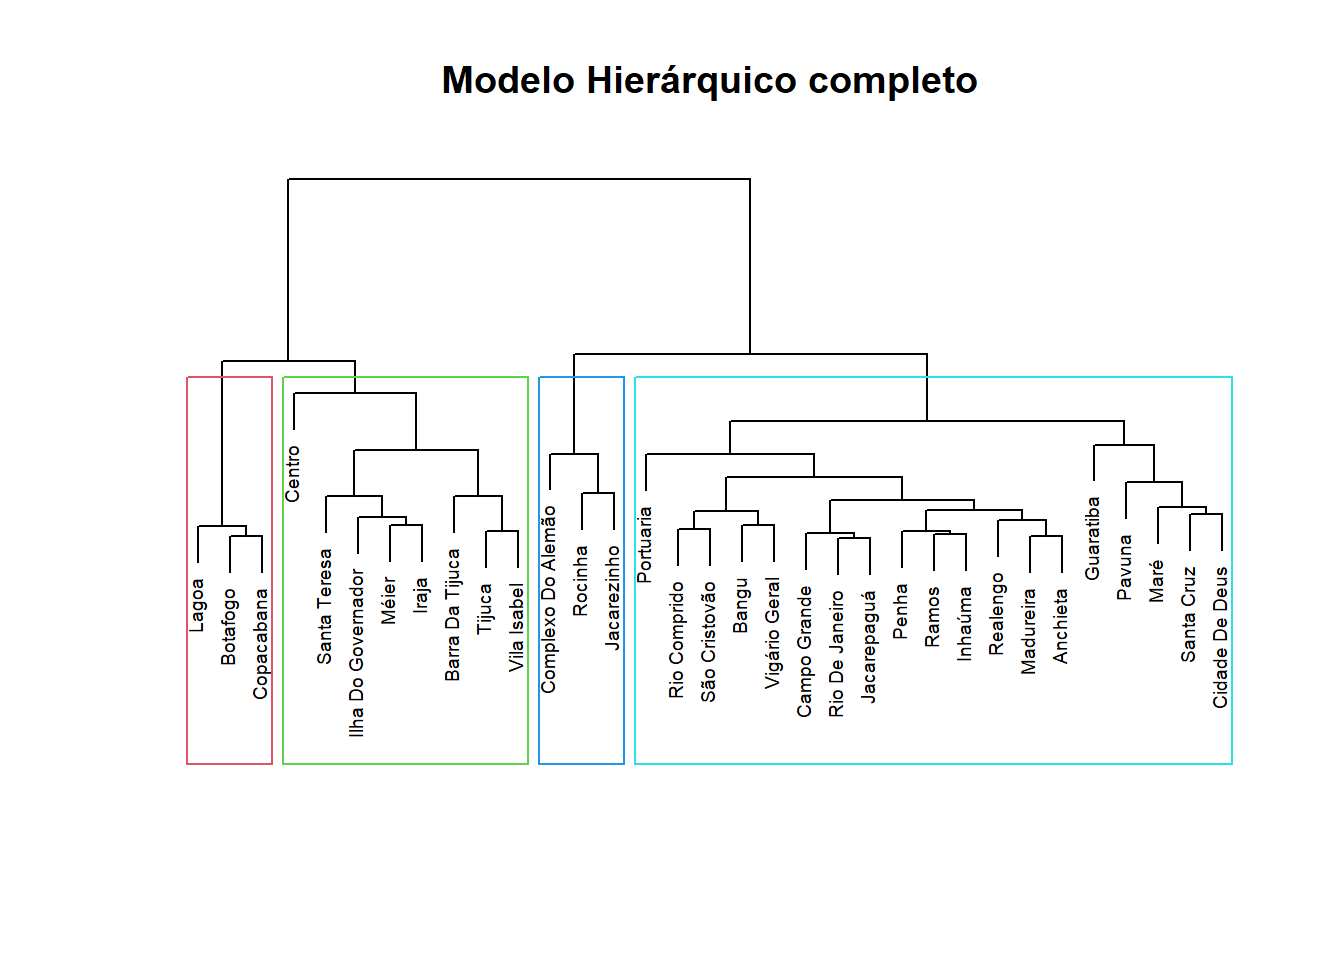 Modelo Hierárquico completo
Lagoa
Botafogo
Copacabana
Centro
Santa Teresa
Ilha Do Governador
Méier
Iraja
Barra Da Tijuca
Tijuca
Vila Isabel
Complexo Do Alemão
Rocinha
Jacarezinho
Portuaria
Rio Comprido
São Cristovão
Bangu
Vigário Geral
Campo Grande
Rio De Janeiro
Jacarepaguá
Penha
Ramos
Inhaúma
Realengo
Madureira
Anchieta
Guaratiba
Pavuna
Maré
Santa Cruz
Cidade De Deus